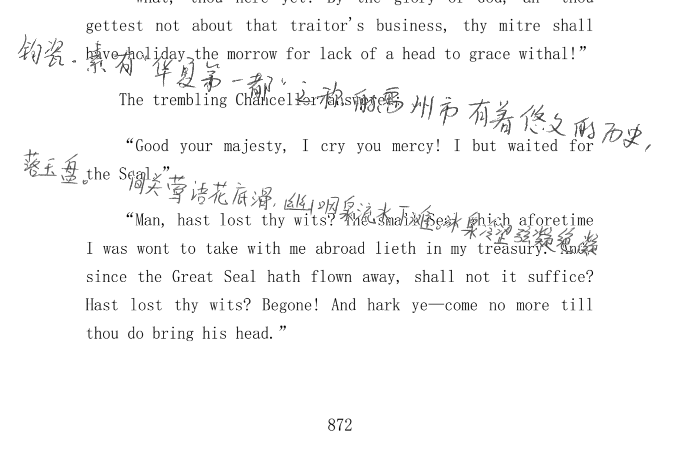 “What, thou here yet? By the glory of God, an thou
gettest not about that traitor's business, thy mitre shall
have holiday the morrow for lack of a head to grace withal!”
钧瓷。素有“华夏第一都”之称的禹州市有着悠久的历史,
The trembling Chancellor answered:
“Good your majesty, I cry you mercy! I but waited for
the Seal.”
落玉盘。间关莺语花底滑,幽咽泉流水下滩。冰泉冷涩弦凝绝,凝
“Man, hast lost thy wits? The small Seal which aforetime
I was wont to take with me abroad lieth in my treasury. And,
since the Great Seal hath flown away, shall not it suffice?
Hast lost thy wits? Begone! And hark ye—come no more till
thou do bring his head.”
872